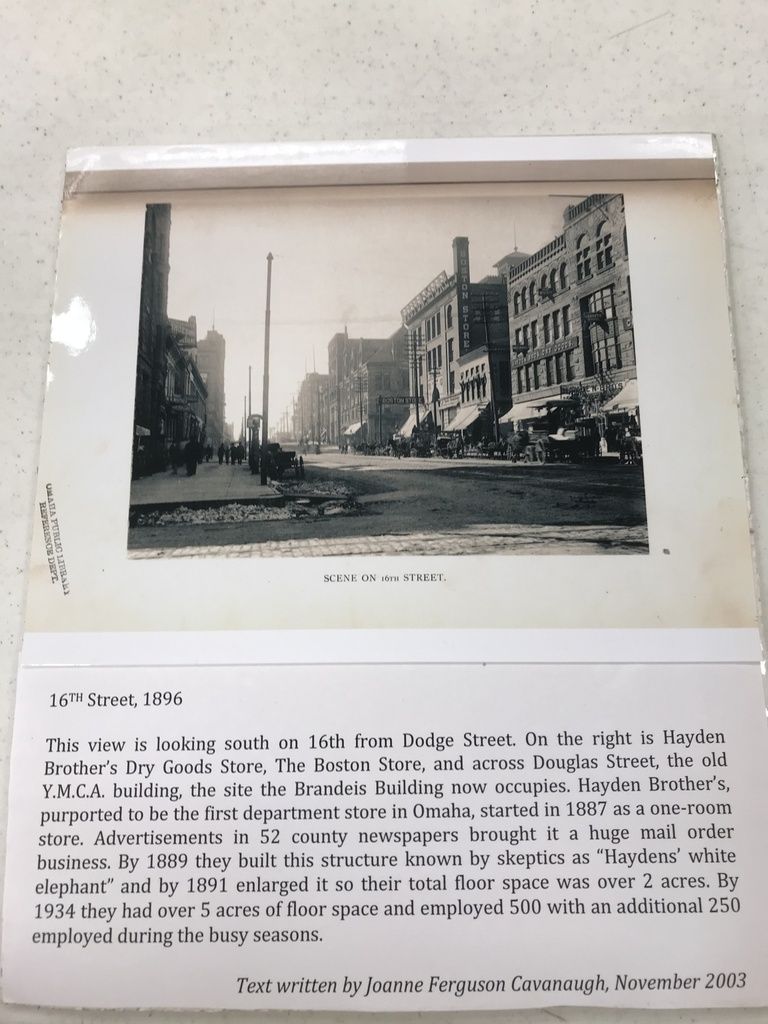 BOSTON STORE
BOSTON STORE
OMAHA PUBLIC LIBRARY
REFERENCE DEPT.
SCENE ON 16TH STREET.
16TH Street, 1896
This view is looking south on 16th from Dodge Street. On the right is Hayden
Brother's Dry Goods Store, The Boston Store, and across Douglas Street, the old
Y.M.C.A. building, the site the Brandeis Building now occupies. Hayden Brother's,
purported to be the first department store in Omaha, started in 1887 as a one-room
store. Advertisements in 52 county newspapers brought it a huge mail order
business. By 1889 they built this structure known by skeptics as “Haydens’ white
elephant” and by 1891 enlarged it so their total floor space was over 2 acres. By
1934 they had over 5 acres of floor space and employed 500 with an additional 250
employed during the busy seasons.
Text written by Joanne Ferguson Cavanaugh, November 2003